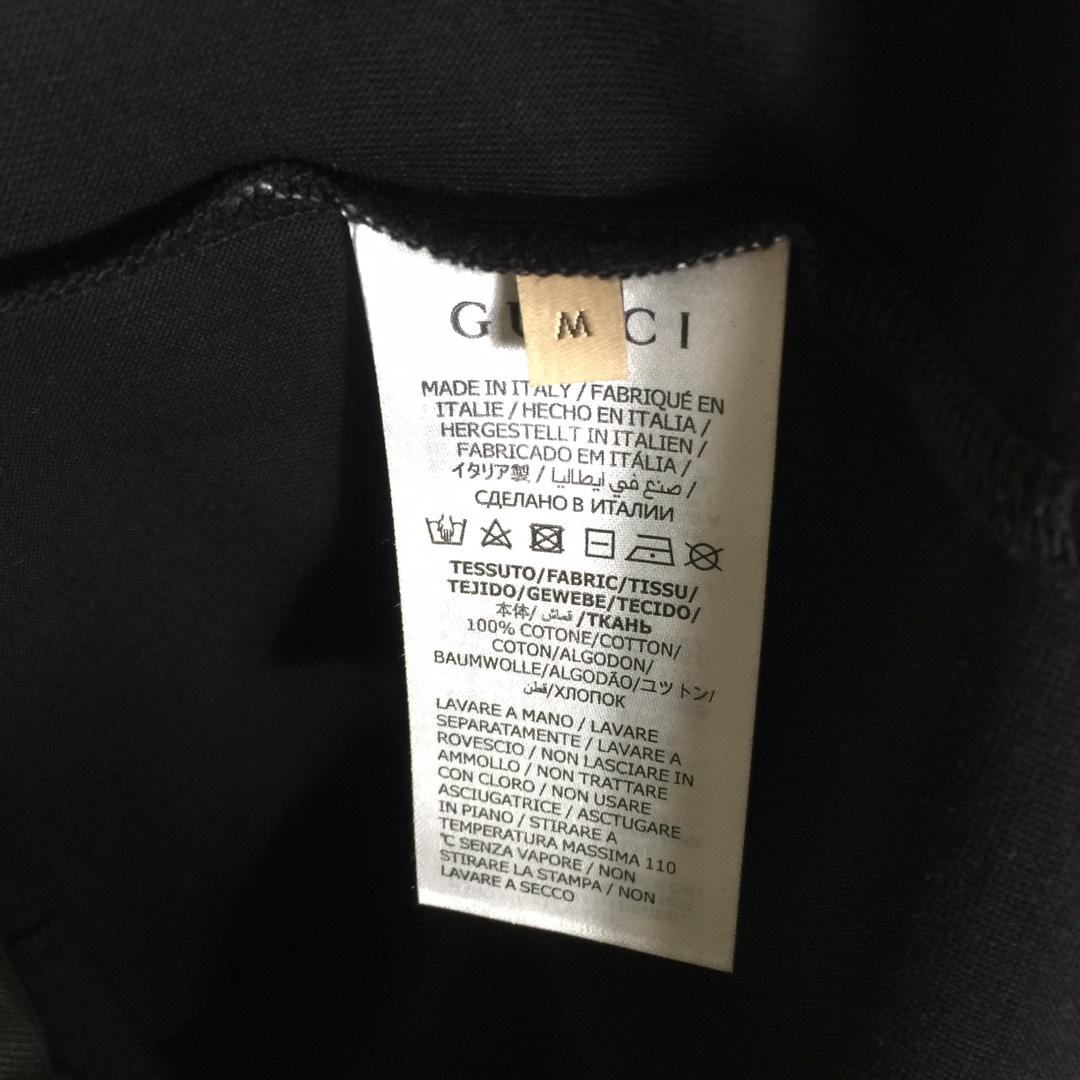 GUCCI
M
MADE IN ITALY / FABRIQUÉ EN
ITALIE / HECHO EN ITALIA /
HERGESTELLT IN ITALIEN /
FABRICADO EM ITÁLIA /
イタリア製 / صنع في ايطاليا /
СДЕЛАНО В ИТАЛИИ
TESSUTO/FABRIC/TISSU/
TEJIDO/GEWEBE/TECIDO/
本体/ قماش /ТКАНЬ
100% COTONE/COTTON/
COTON/ALGODON/
BAUMWOLLE/ALGODÃO/ユットン/
قطن/ХЛОПОК
LAVARE A MANO / LAVARE
SEPARATAMENTE / LAVARE A
ROVESCIO / NON LASCIARE IN
AMMOLLO / NON TRATTARE
CON CLORO / NON USARE
ASCIUGATRICE / ASCTUGARE
IN PIANO / STIRARE A
TEMPERATURA MASSIMA 110
℃ SENZA VAPORE / NON
STIRARE LA STAMPA / NON
LAVARE A SECCO